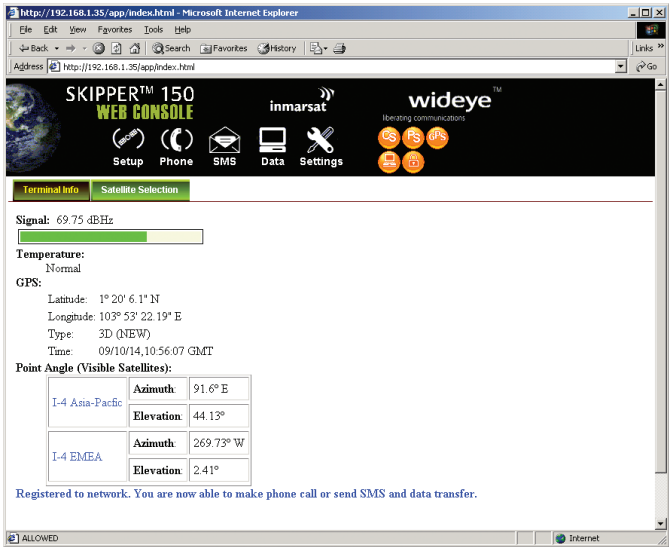 http://192.168.1.35/app/index.html - Microsoft Internet Explorer
File Edit View Favorites Tools Help
Back Search Favorites History Links »
Address http://192.168.1.35/app/index.html Go
SKIPPER™ 150
WEB CONSOLE
inmarsat
wideye™
liberating communications
CS PS GPS
Setup Phone SMS Data Settings
Terminal Info Satellite Selection
Signal: 69.75 dBHz
Temperature:
Normal
GPS:
Latitude: 1° 20' 6.1" N
Longitude: 103° 53' 22.19" E
Type: 3D (NEW)
Time: 09/10/14,10:56:07 GMT
Point Angle (Visible Satellites):
I-4 Asia-Pacfic
Azimuth: 91.6° E
Elevation: 44.13°
I-4 EMEA
Azimuth: 269.73° W
Elevation: 2.41°
Registered to network. You are now able to make phone call or send SMS and data transfer.
ALLOWED Internet